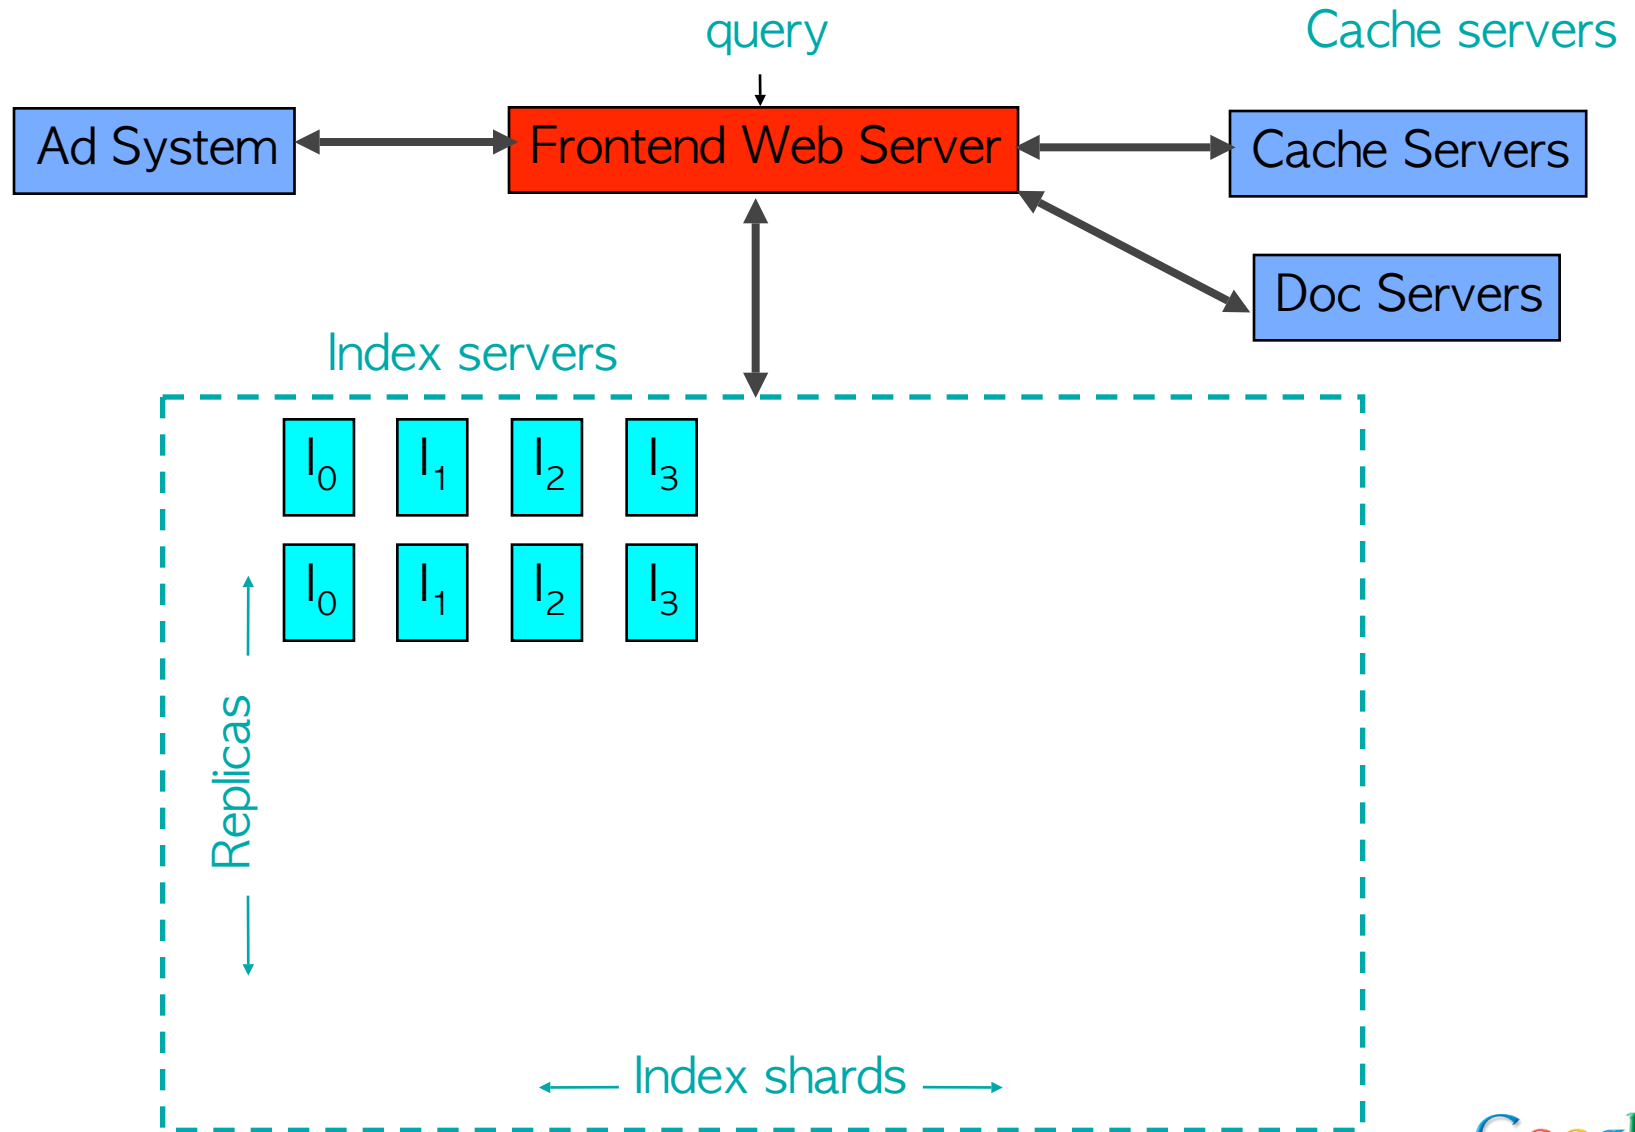 query
Cache servers
Ad System
Frontend Web Server
Cache Servers
Doc Servers
Index servers
I0 I1 I2 I3
I0 I1 I2 I3
Replicas
Index shards